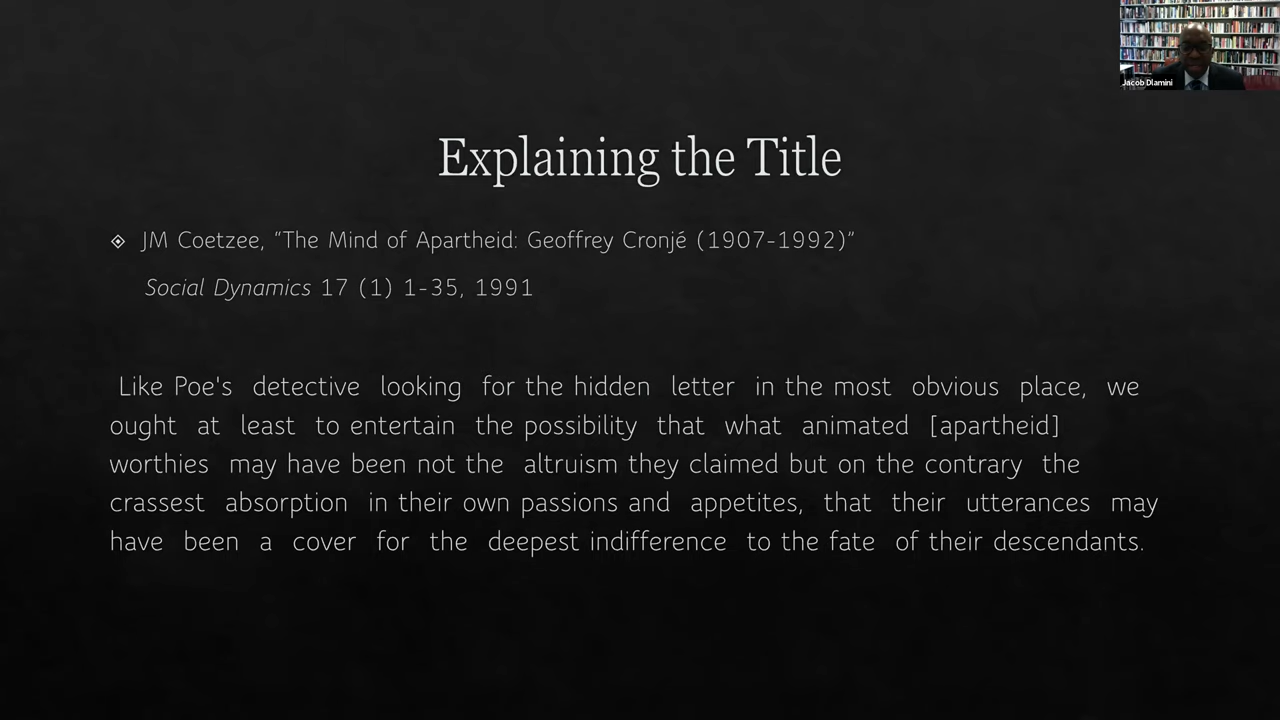 Jacob Dlamini
Explaining the Title
JM Coetzee, “The Mind of Apartheid: Geoffrey Cronjé (1907-1992)”
Social Dynamics 17 (1) 1-35, 1991
Like Poe's detective looking for the hidden letter in the most obvious place, we
ought at least to entertain the possibility that what animated [apartheid]
worthies may have been not the altruism they claimed but on the contrary the
crassest absorption in their own passions and appetites, that their utterances may
have been a cover for the deepest indifference to the fate of their descendants.